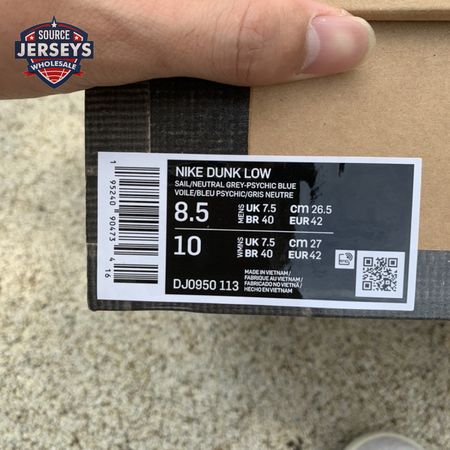 SOURCE
JERSEYS
WHOLESALE
NIKE DUNK LOW
SAIL/NEUTRAL GREY-PSYCHIC BLUE
VOILE/BLEU PSYCHIC/GRIS NEUTRE
8.5 MENS UK 7.5 cm 26.5
BR 40 EUR 42
10 WMNS UK 7.5 cm 27
BR 40 EUR 42
DJ0950 113
MADE IN VIETNAM /
FABRIQUE AU VIETNAM /
FABRICADO NO VIETNÃ /
HECHO EN VIETNAM
1 95240 90473 4 16